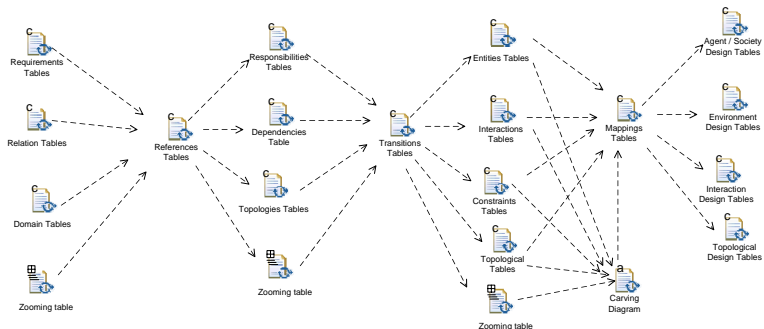 C
Requirements
Tables
C
Relation Tables
C
Domain Tables
Zooming table
C
References
Tables
C
Responsibilities
Tables
C
Dependencies
Table
C
Topologies Tables
Zooming table
C
Transitions
Tables
C
Entities Tables
C
Interactions
Tables
C
Constraints
Tables
C
Topological
Tables
Zooming table
C
Mappings
Tables
a
Carving
Diagram
C
Agent / Society
Design Tables
C
Environment
Design Tables
C
Interaction
Design Tables
C
Topological
Design Tables